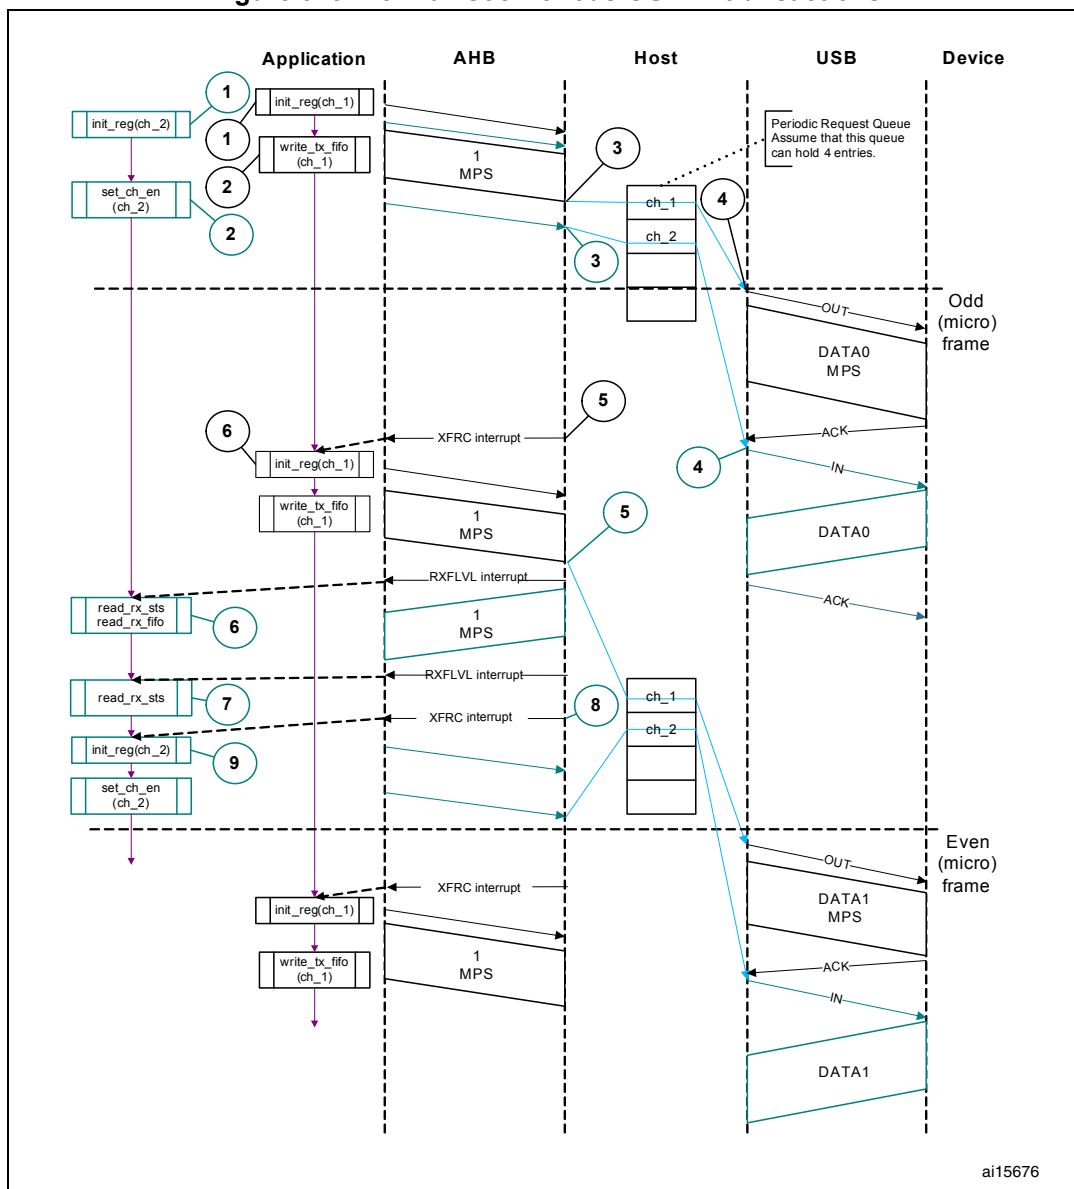 Application
AHB
Host
USB
Device
1
init_reg(ch_1)
init_reg(ch_2)
1
Periodic Request Queue
Assume that this queue
can hold 4 entries.
write_tx_fifo
(ch_1)
1
MPS
3
2
set_ch_en
(ch_2)
4
ch_1
2
ch_2
3
Odd
(micro)
frame
OUT
DATA0
MPS
5
6
XFRC interrupt
ACK
init_reg(ch_1)
4
IN
write_tx_fifo
(ch_1)
1
MPS
5
DATA0
RXFLVL interrupt
read_rx_sts
read_rx_fifo
6
1
MPS
ACK
RXFLVL interrupt
read_rx_sts
7
ch_1
8
XFRC interrupt
ch_2
init_reg(ch_2)
9
set_ch_en
(ch_2)
Even
(micro)
frame
OUT
XFRC interrupt
DATA1
MPS
init_reg(ch_1)
write_tx_fifo
(ch_1)
1
MPS
ACK
IN
DATA1
ai15676